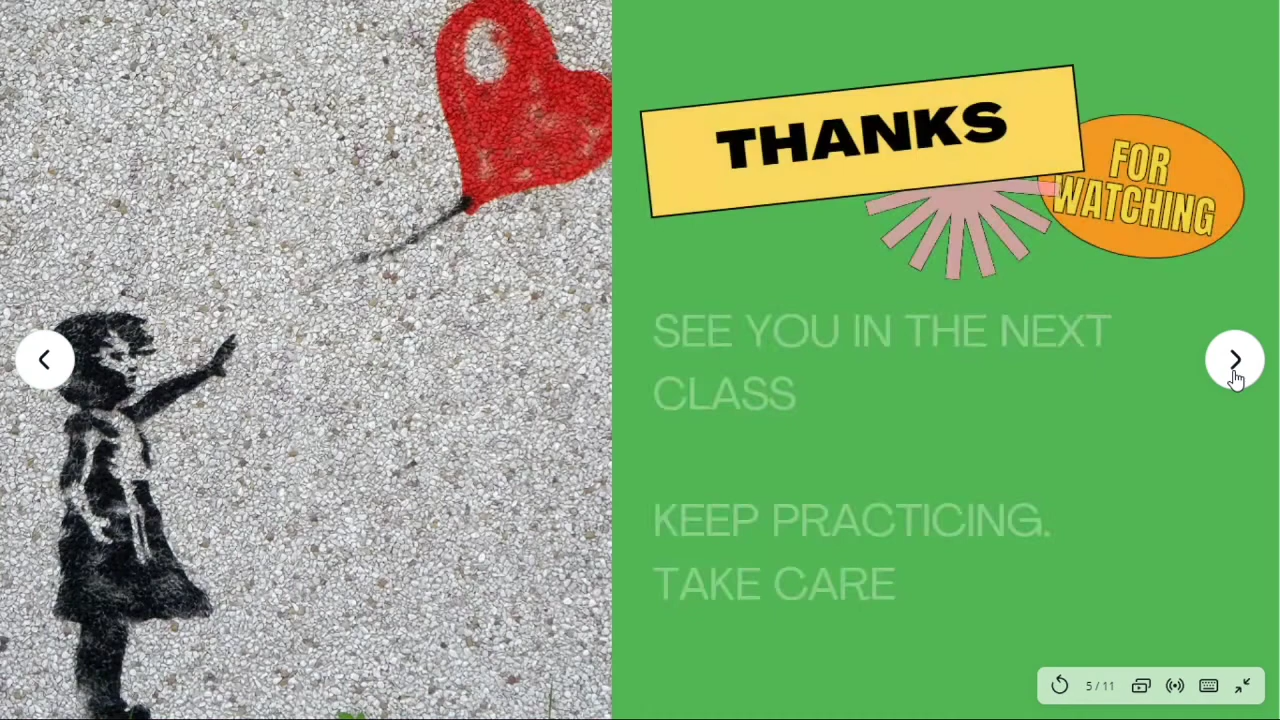 THANKS
FOR
WATCHING
SEE YOU IN THE NEXT
CLASS
KEEP PRACTICING.
TAKE CARE
5 / 11